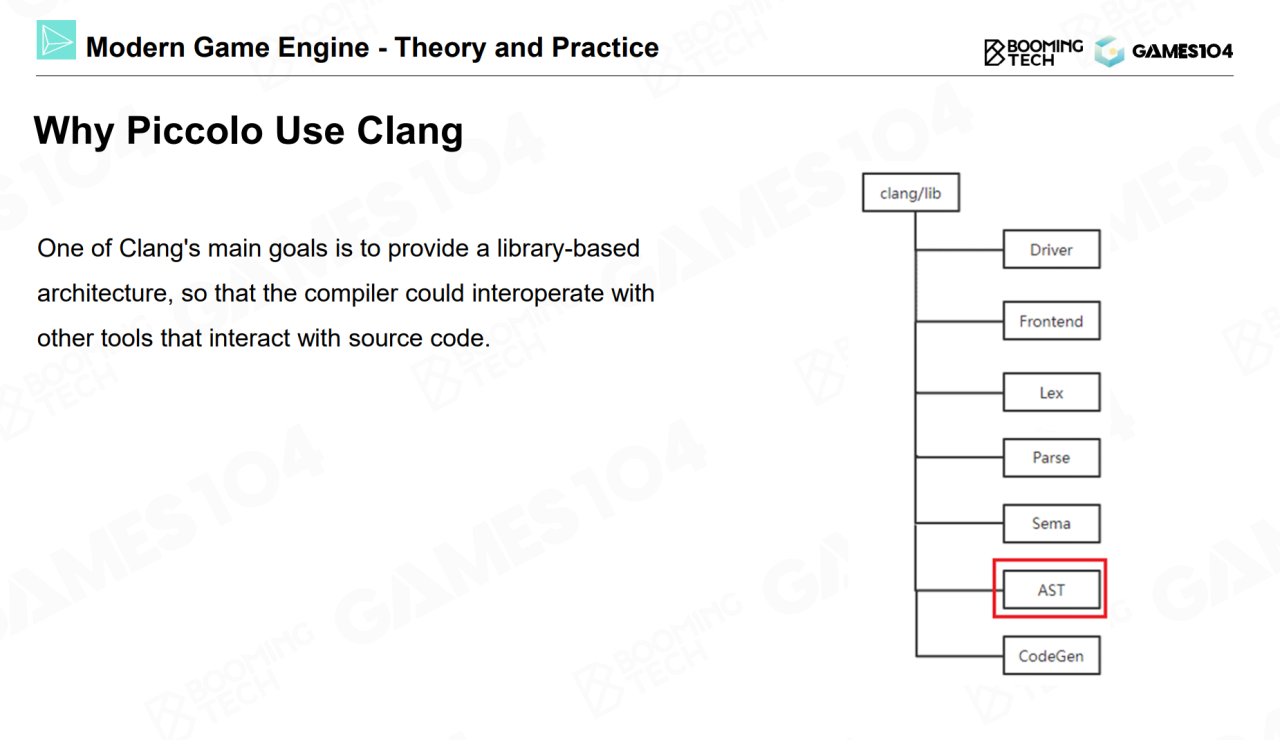 Modern Game Engine - Theory and Practice
BOOMING
TECH
GAMES104
Why Piccolo Use Clang
One of Clang's main goals is to provide a library-based
architecture, so that the compiler could interoperate with
other tools that interact with source code.
clang/lib
Driver
Frontend
Lex
Parse
Sema
AST
CodeGen